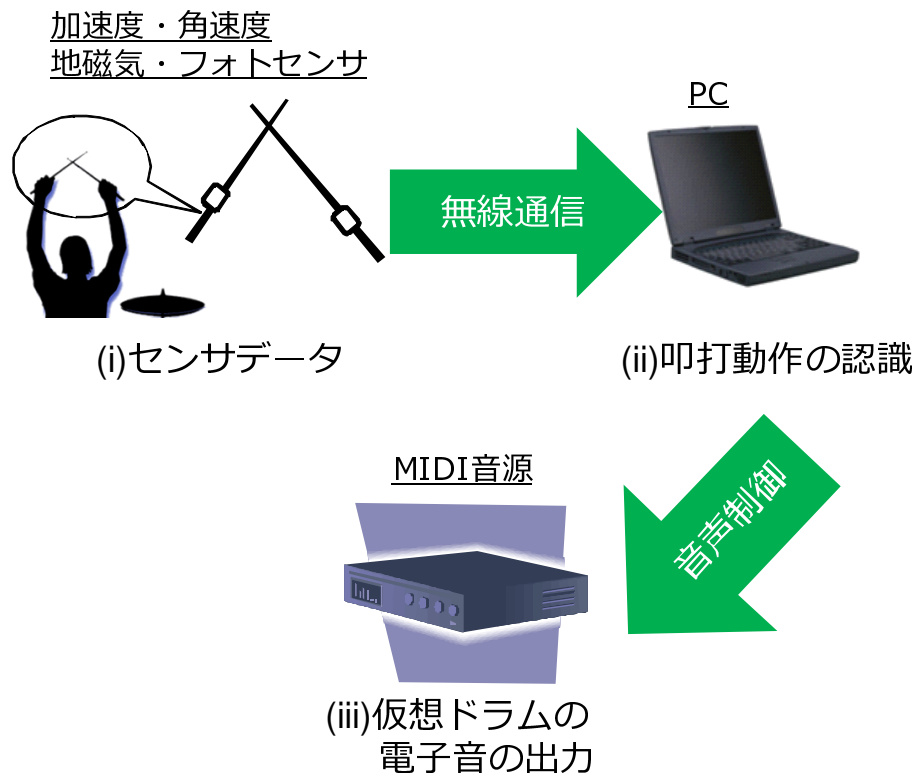 加速度・角速度
地磁気・フォトセンサ
PC
無線通信
(i)センサデータ
(ii)叩打動作の認識
音声制御
MIDI音源
(iii)仮想ドラムの
電子音の出力